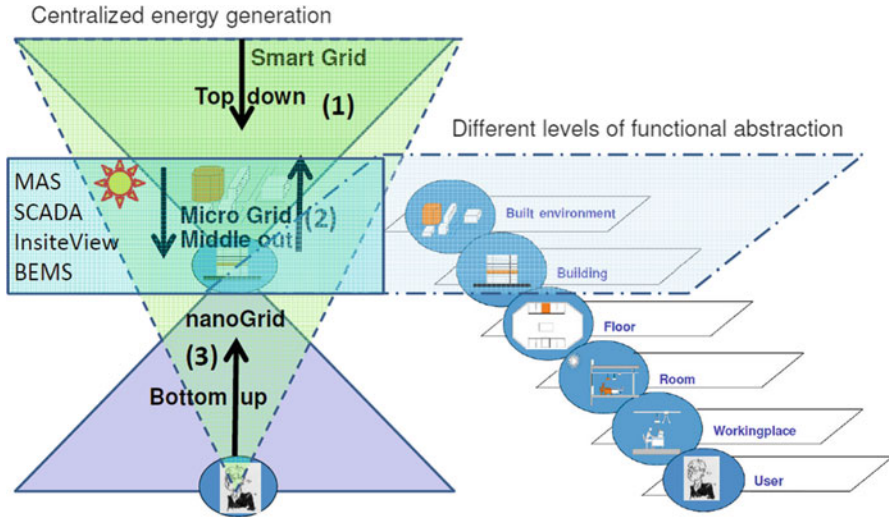 Centralized energy generation
Smart Grid
Top down (1)
Different levels of functional abstraction
MAS
SCADA
InsiteView
BEMS
Micro Grid (2)
Middle out
Built environment
Building
nanoGrid
(3)
Bottom up
Floor
Room
Workingplace
User